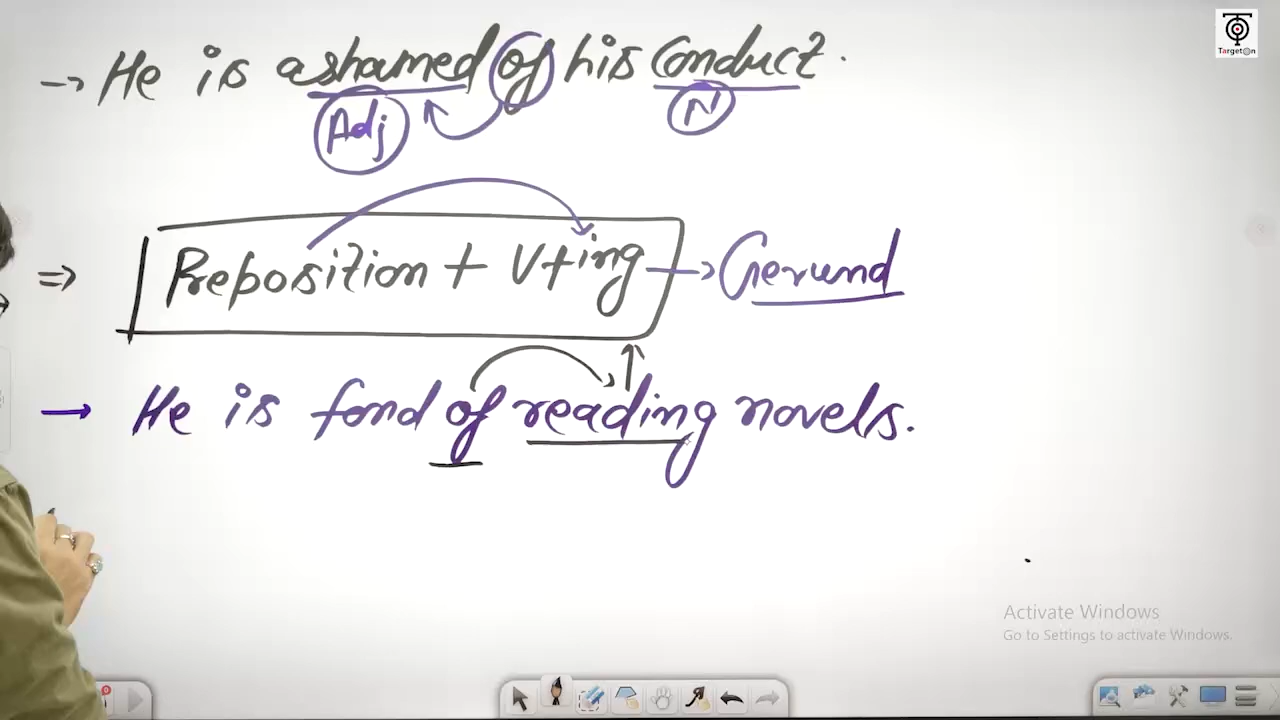 → He is ashamed of his Conduct.
Adj N
⇒ Preposition + V+ing → Gerund
→ He is fond of reading novels.
TargetOn
Activate Windows
Go to Settings to activate Windows.